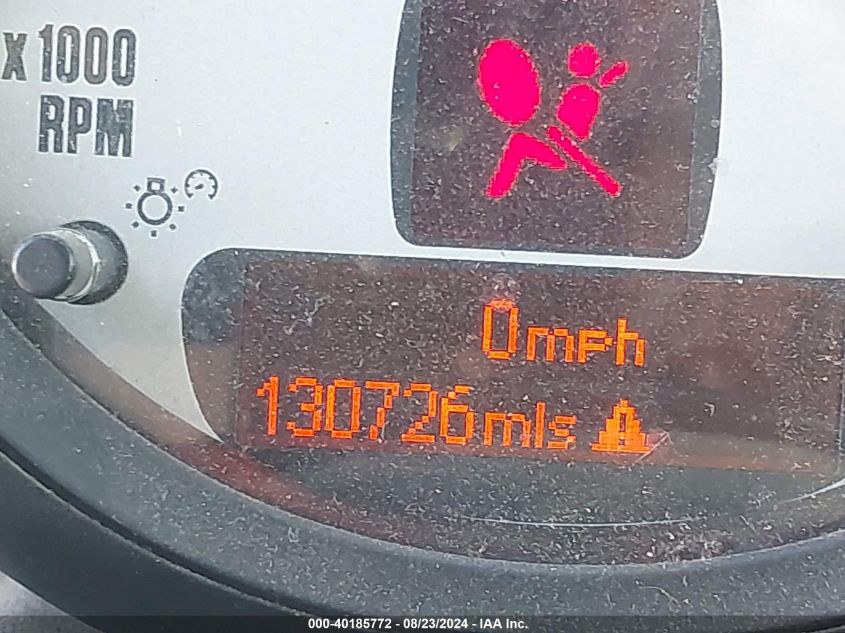 x1000
RPM
0mph
130726mls
000-40185772 - 08/23/2024 - IAA Inc.